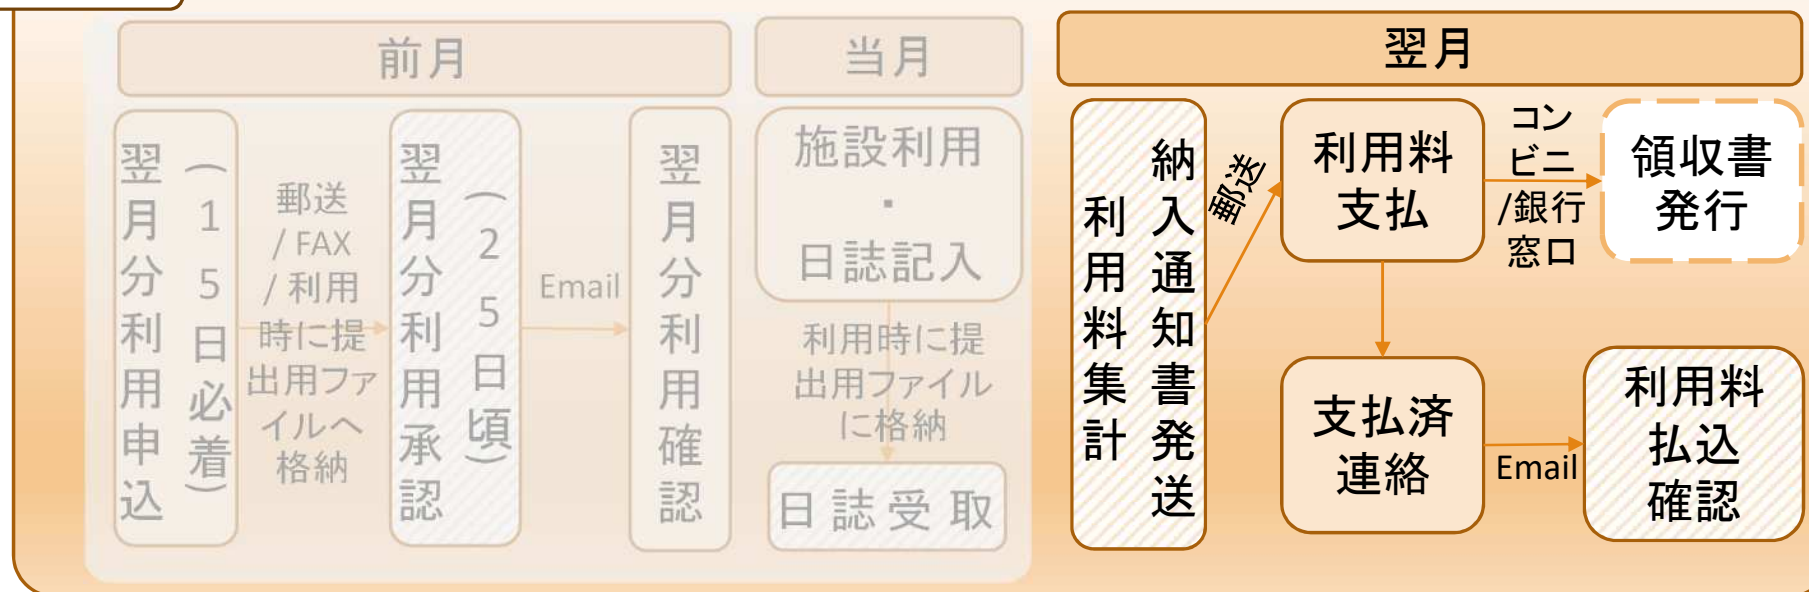 前月
翌月分利用申込
(15日必着)
郵送
/ FAX
/ 利用
時に提
出用ファ
イルへ
格納
翌月分利用承認
(25日頃)
Email
翌月分利用確認
当月
施設利用
・
日誌記入
利用時に提
出用ファイル
に格納
日誌受取
翌月
納入通知書発送
利用料集計
郵送
利用料
支払
コン
ビニ
/銀行
窓口
領収書
発行
支払済
連絡
Email
利用料
払込
確認